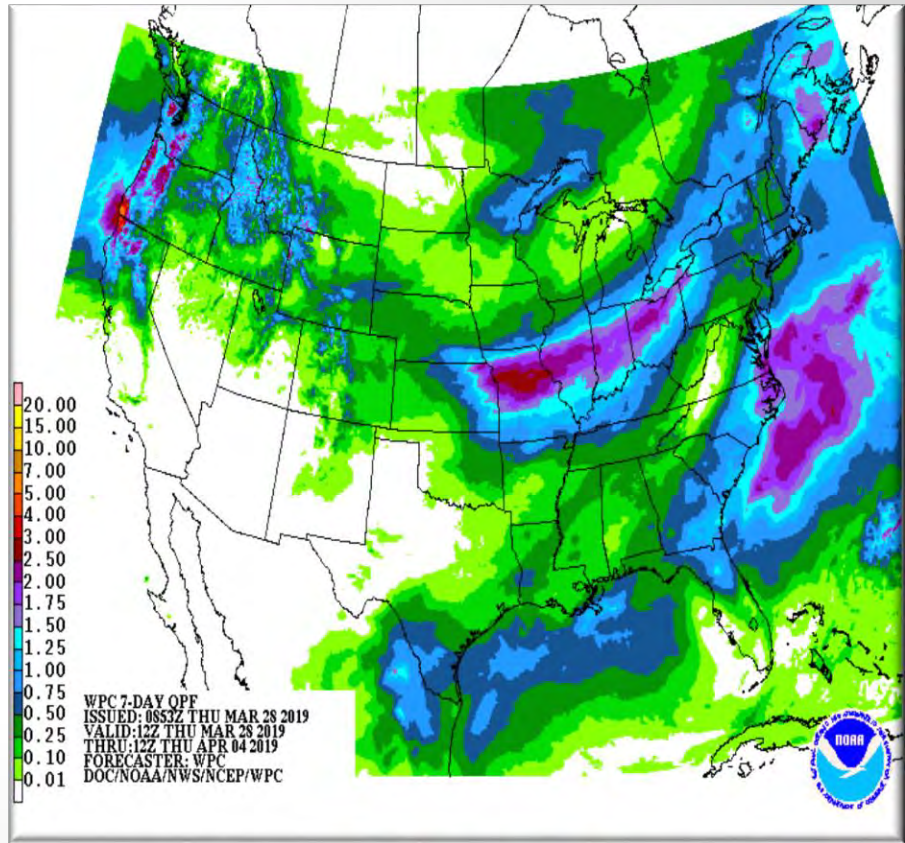 20.00
15.00
10.00
7.00
5.00
4.00
3.00
2.50
2.00
1.75
1.50
1.25
1.00
0.75
0.50
0.25
0.10
0.01
WPC 7-DAY QPF
ISSUED: 0853Z THU MAR 28 2019
VALID:12Z THU MAR 28 2019
THRU:12Z THU APR 04 2019
FORECASTER: WPC
DOC/NOAA/NWS/NCEP/WPC
NOAA